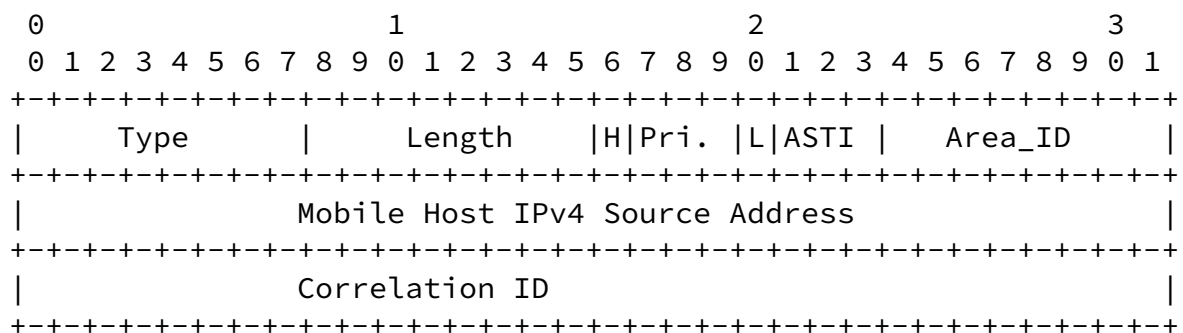 0                   1                   2                   3
0 1 2 3 4 5 6 7 8 9 0 1 2 3 4 5 6 7 8 9 0 1 2 3 4 5 6 7 8 9 0 1
+-+-+-+-+-+-+-+-+-+-+-+-+-+-+-+-+-+-+-+-+-+-+-+-+-+-+-+-+-+-+-+-+
|     Type      |     Length    |H|Pri. |L|ASTI |   Area_ID     |
+-+-+-+-+-+-+-+-+-+-+-+-+-+-+-+-+-+-+-+-+-+-+-+-+-+-+-+-+-+-+-+-+
|               Mobile Host IPv4 Source Address                 |
+-+-+-+-+-+-+-+-+-+-+-+-+-+-+-+-+-+-+-+-+-+-+-+-+-+-+-+-+-+-+-+-+
|               Correlation ID                                  |
+-+-+-+-+-+-+-+-+-+-+-+-+-+-+-+-+-+-+-+-+-+-+-+-+-+-+-+-+-+-+-+-+